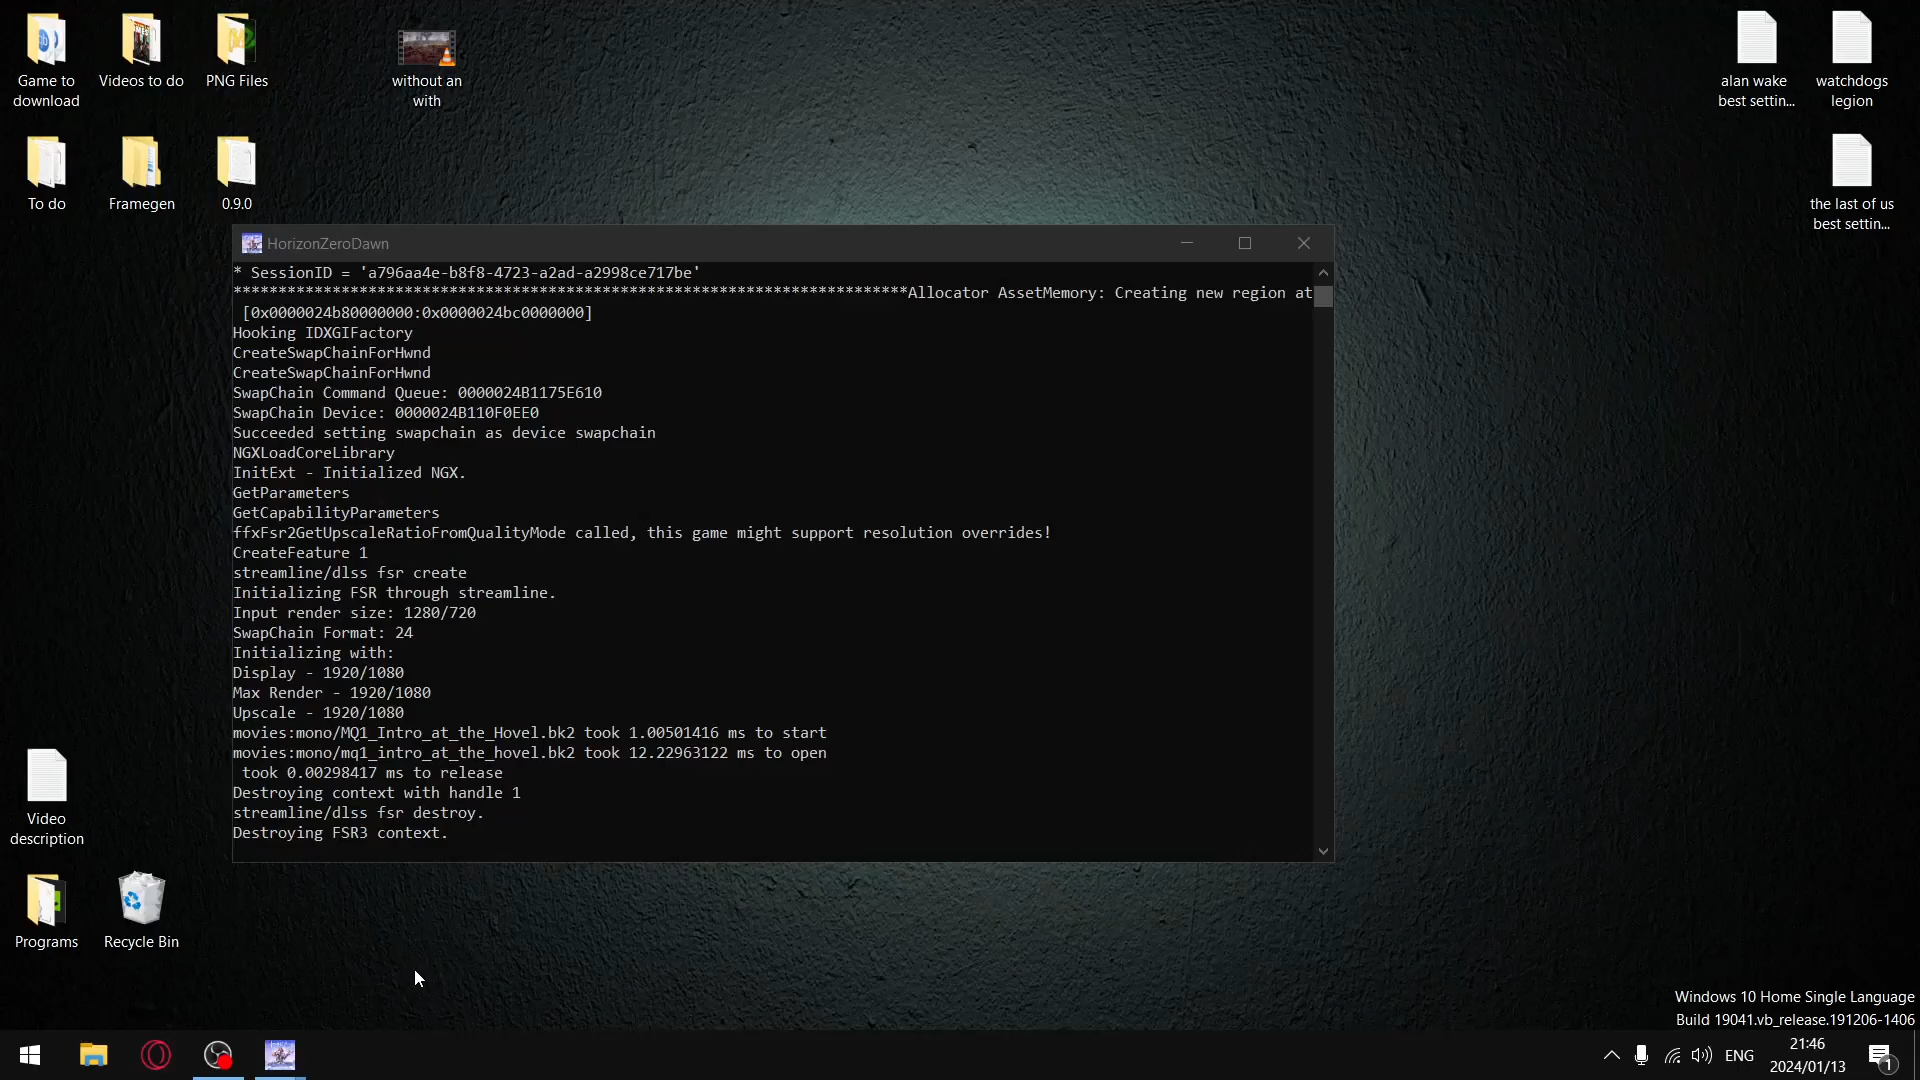 Game to
download
Videos to do
PNG Files
without an
with
alan wake
best settin...
watchdogs
legion
To do
Framegen
0.9.0
the last of us
best settin...
HorizonZeroDawn
* SessionID = 'a796aa4e-b8f8-4723-a2ad-a2998ce717be'
***************************************************************************Allocator AssetMemory: Creating new region at
[0x0000024b80000000:0x0000024bc0000000]
Hooking IDXGIFactory
CreateSwapChainForHwnd
CreateSwapChainForHwnd
SwapChain Command Queue: 0000024B1175E610
SwapChain Device: 0000024B110F0EE0
Succeeded setting swapchain as device swapchain
NGXLoadCoreLibrary
InitExt - Initialized NGX.
GetParameters
GetCapabilityParameters
ffxFsr2GetUpscaleRatioFromQualityMode called, this game might support resolution overrides!
CreateFeature 1
streamline/dlss fsr create
Initializing FSR through streamline.
Input render size: 1280/720
SwapChain Format: 24
Initializing with:
Display - 1920/1080
Max Render - 1920/1080
Upscale - 1920/1080
movies:mono/MQ1_Intro_at_the_Hovel.bk2 took 1.00501416 ms to start
movies:mono/mq1_intro_at_the_hovel.bk2 took 12.22963122 ms to open
took 0.00298417 ms to release
Destroying context with handle 1
streamline/dlss fsr destroy.
Destroying FSR3 context.
Video
description
Programs
Recycle Bin
Windows 10 Home Single Language
Build 19041.vb_release.191206-1406
ENG
21:46
2024/01/13
1